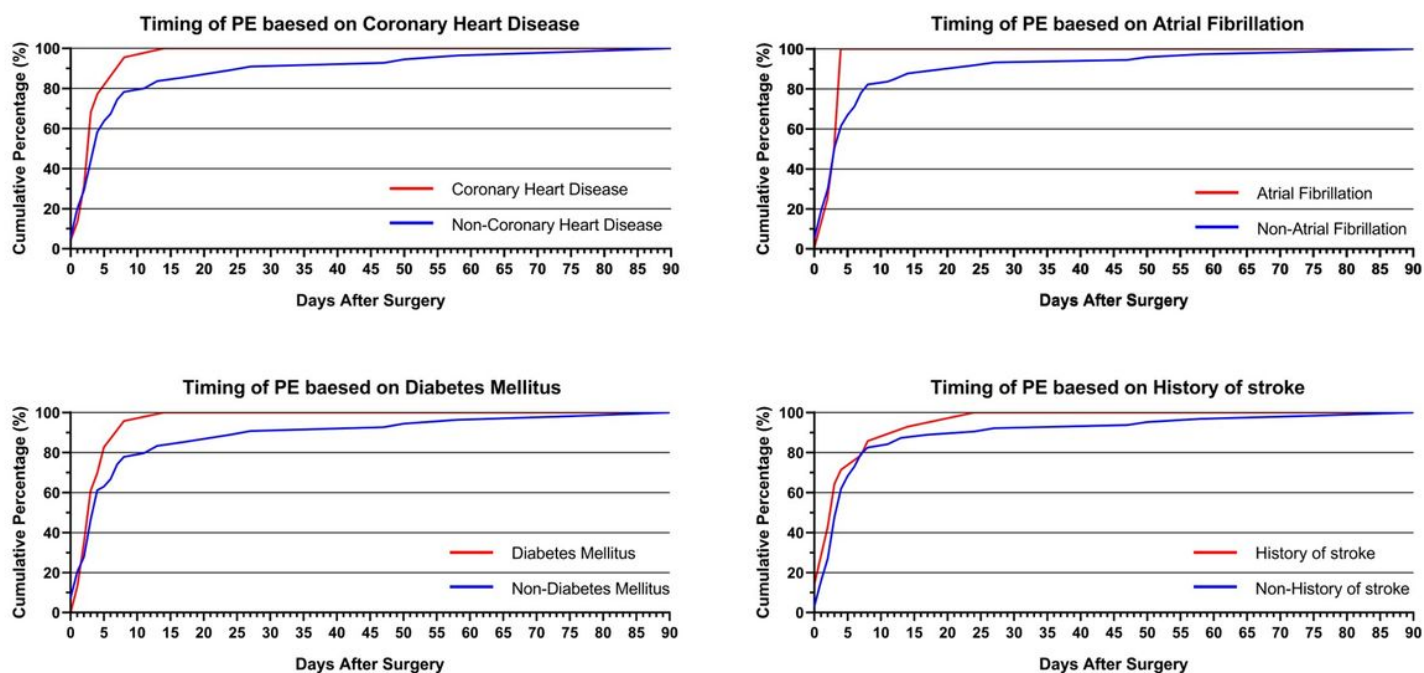 Timing of PE baesed on Coronary Heart Disease
Cumulative Percentage (%)
100
80
60
40
20
0
Coronary Heart Disease
Non-Coronary Heart Disease
0 5 10 15 20 25 30 35 40 45 50 55 60 65 70 75 80 85 90
Days After Surgery
Timing of PE baesed on Atrial Fibrillation
Cumulative Percentage (%)
100
80
60
40
20
0
Atrial Fibrillation
Non-Atrial Fibrillation
0 5 10 15 20 25 30 35 40 45 50 55 60 65 70 75 80 85 90
Days After Surgery
Timing of PE baesed on Diabetes Mellitus
Cumulative Percentage (%)
100
80
60
40
20
0
Diabetes Mellitus
Non-Diabetes Mellitus
0 5 10 15 20 25 30 35 40 45 50 55 60 65 70 75 80 85 90
Days After Surgery
Timing of PE baesed on History of stroke
Cumulative Percentage (%)
100
80
60
40
20
0
History of stroke
Non-History of stroke
0 5 10 15 20 25 30 35 40 45 50 55 60 65 70 75 80 85 90
Days After Surgery